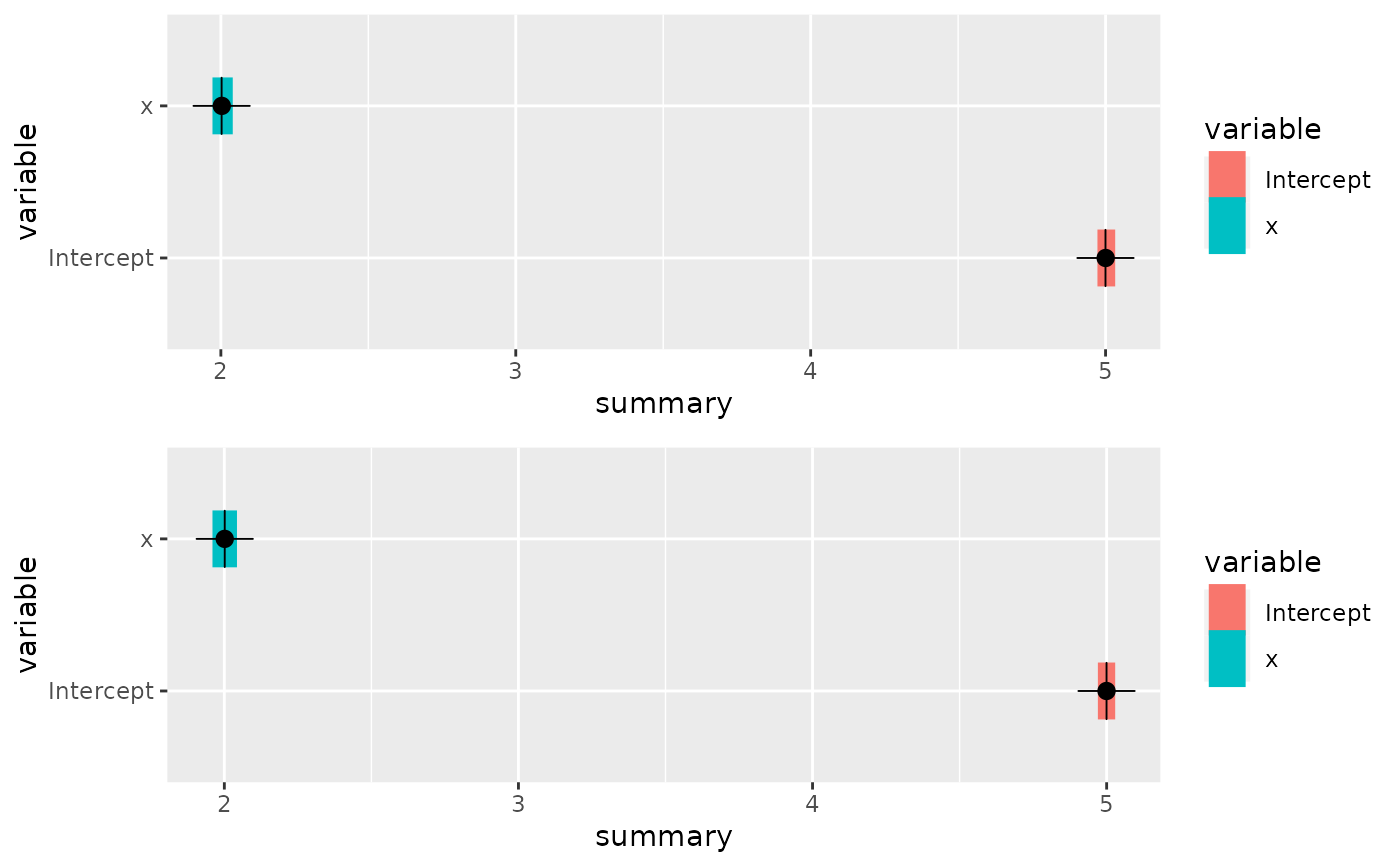 variable
x
Intercept
2 3 4 5
summary
variable
Intercept
x
variable
x
Intercept
2 3 4 5
summary
variable
Intercept
x